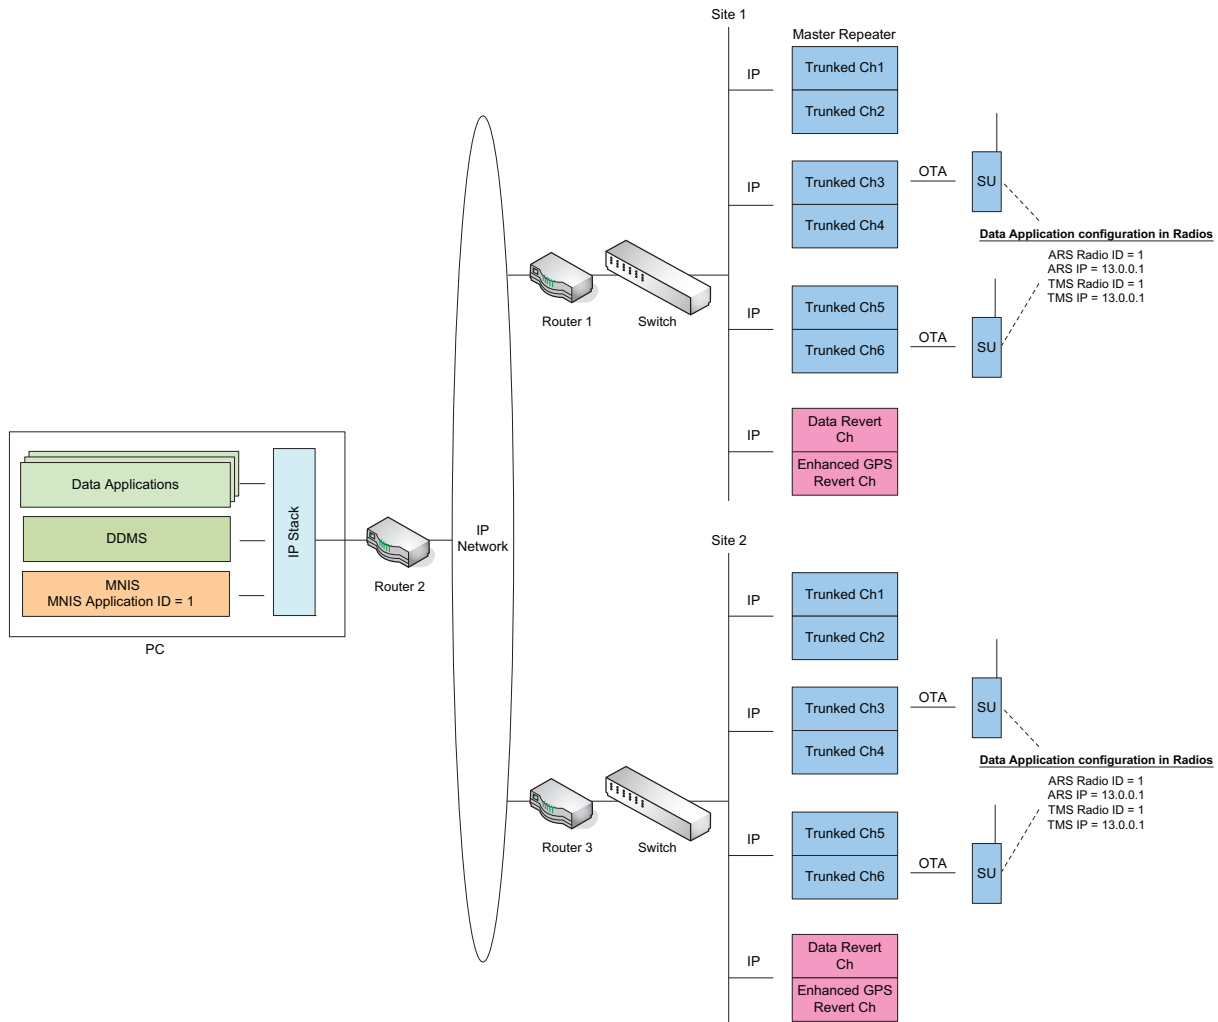 Site 1
Master Repeater
IP
Trunked Ch1
Trunked Ch2
IP
Trunked Ch3
Trunked Ch4
OTA
SU
Data Application configuration in Radios
ARS Radio ID = 1
ARS IP = 13.0.0.1
TMS Radio ID = 1
TMS IP = 13.0.0.1
Router 1
Switch
IP
Trunked Ch5
Trunked Ch6
OTA
SU
IP
Data Revert
Ch
Enhanced GPS
Revert Ch
Data Applications
DDMS
MNIS
MNIS Application ID = 1
IP Stack
PC
Router 2
IP
Network
Site 2
IP
Trunked Ch1
Trunked Ch2
IP
Trunked Ch3
Trunked Ch4
OTA
SU
Data Application configuration in Radios
ARS Radio ID = 1
ARS IP = 13.0.0.1
TMS Radio ID = 1
TMS IP = 13.0.0.1
Router 3
Switch
IP
Trunked Ch5
Trunked Ch6
OTA
SU
IP
Data Revert
Ch
Enhanced GPS
Revert Ch